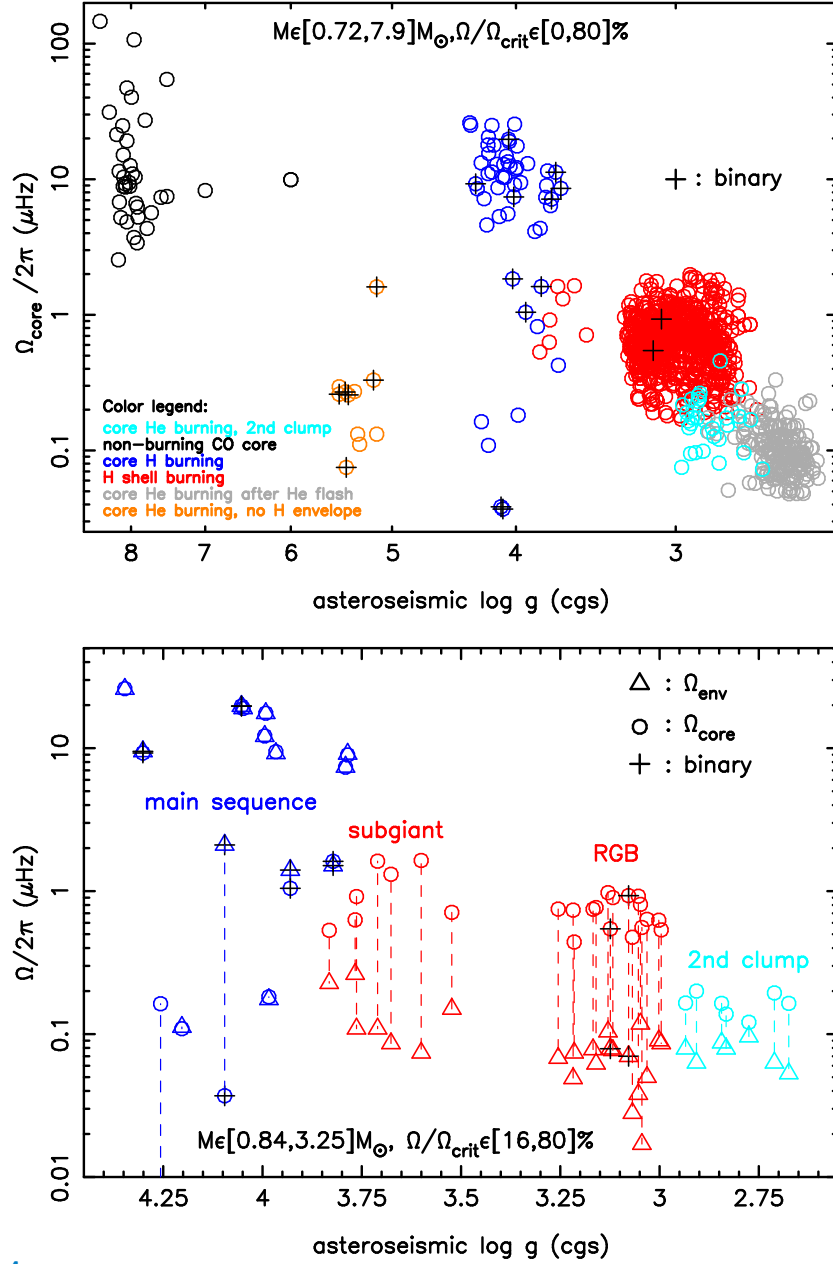 Mϵ[0.72,7.9]M⊙,Ω/Ωcritϵ[0,80]%
100
10
1
0.1
Ωcore/2π (μHz)
+ : binary
Color legend:
core He burning, 2nd clump
non-burning CO core
core H burning
H shell burning
core He burning after He flash
core He burning, no H envelope
8 7 6 5 4 3
asteroseismic log g (cgs)
△ : Ωenv
○ : Ωcore
+ : binary
10
1
0.1
0.01
Ω/2π (μHz)
main sequence
subgiant
RGB
2nd clump
Mϵ[0.84,3.25]M⊙, Ω/Ωcritϵ[16,80]%
4.25 4 3.75 3.5 3.25 3 2.75
asteroseismic log g (cgs)